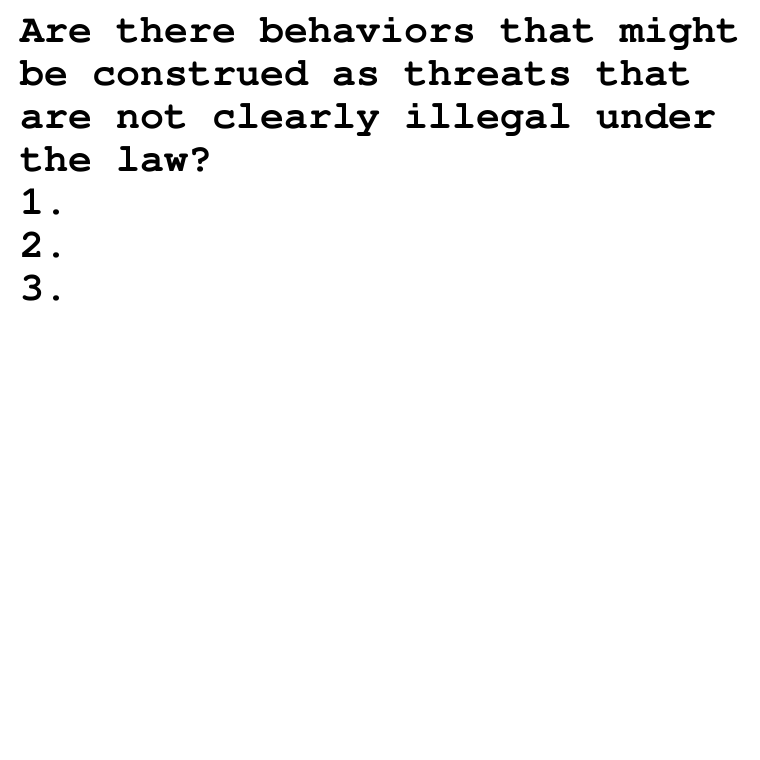 Are there behaviors that might
be construed as threats that
are not clearly illegal under
the law?
1.
2.
3.